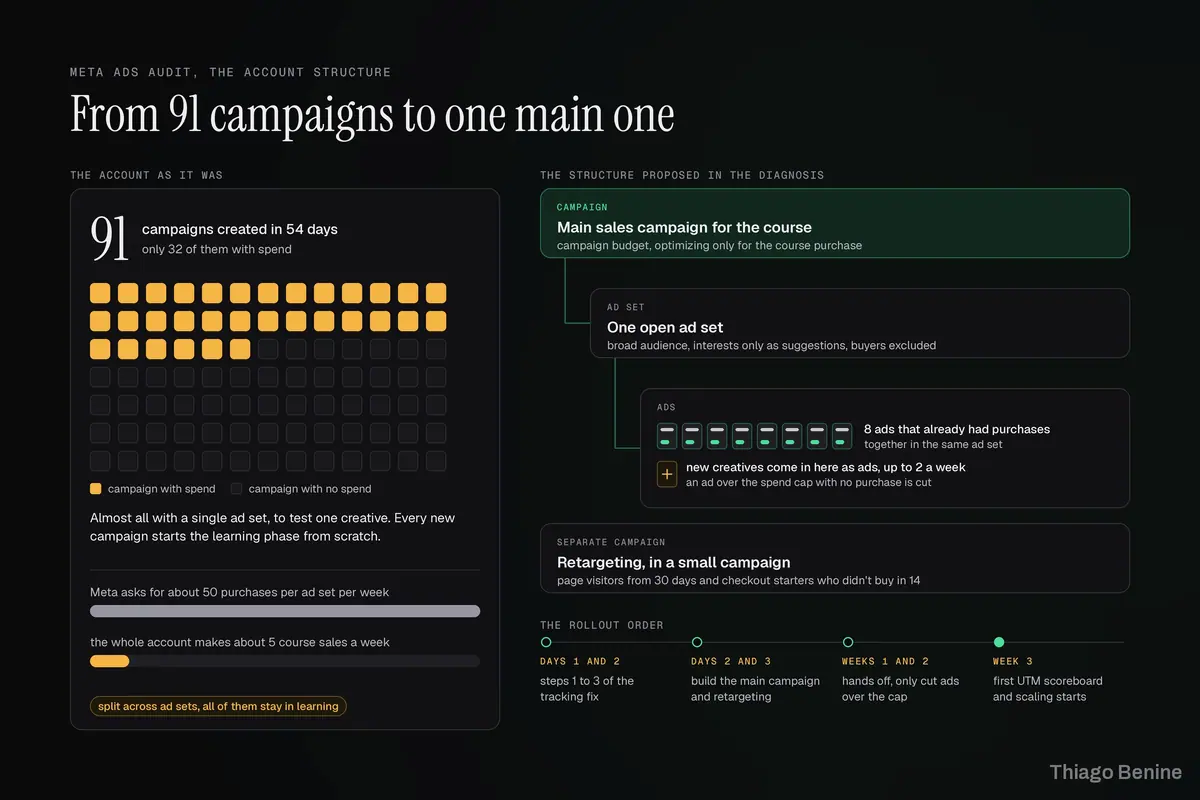 META ADS AUDIT, THE ACCOUNT STRUCTURE
From 91 campaigns to one main one
THE ACCOUNT AS IT WAS
91
campaigns created in 54 days
only 32 of them with spend
campaign with spend
campaign with no spend
Almost all with a single ad set, to test one creative. Every new
campaign starts the learning phase from scratch.
Meta asks for about 50 purchases per ad set per week
the whole account makes about 5 course sales a week
split across ad sets, all of them stay in learning
THE STRUCTURE PROPOSED IN THE DIAGNOSIS
CAMPAIGN
Main sales campaign for the course
campaign budget, optimizing only for the course purchase
AD SET
One open ad set
broad audience, interests only as suggestions, buyers excluded
ADS
8 ads that already had purchases
together in the same ad set
+
new creatives come in here as ads, up to 2 a week
an ad over the spend cap with no purchase is cut
SEPARATE CAMPAIGN
Retargeting, in a small campaign
page visitors from 30 days and checkout starters who didn't buy in 14
THE ROLLOUT ORDER
DAYS 1 AND 2
steps 1 to 3 of the
tracking fix
DAYS 2 AND 3
build the main campaign
and retargeting
WEEKS 1 AND 2
hands off, only cut ads
over the cap
WEEK 3
first UTM scoreboard
and scaling starts
Thiago Benine